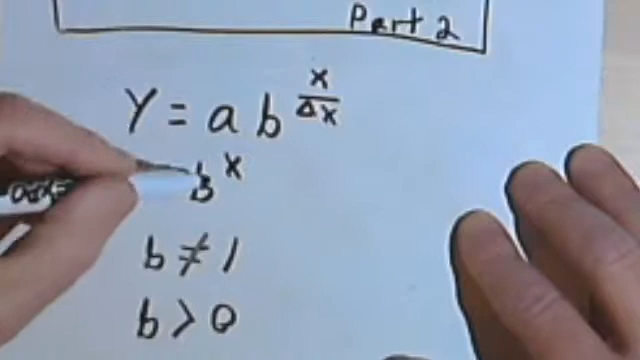 Part 2
Y = a b^(x/Δx)
b^x
b ≠ 1
b > 0